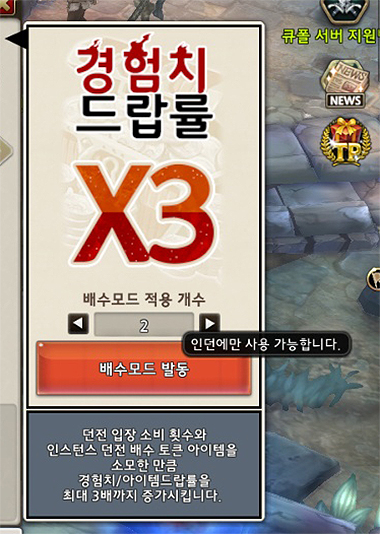 경험치
드랍률
X3
큐폴 서버 지원
NEWS
TP
배수모드 적용 개수
2
인던에만 사용 가능합니다.
배수모드 발동
던전 입장 소비 횟수와
인스턴스 던전 배수 토큰 아이템을
소모한 만큼
경험치/아이템드랍률을
최대 3배까지 증가시킵니다.